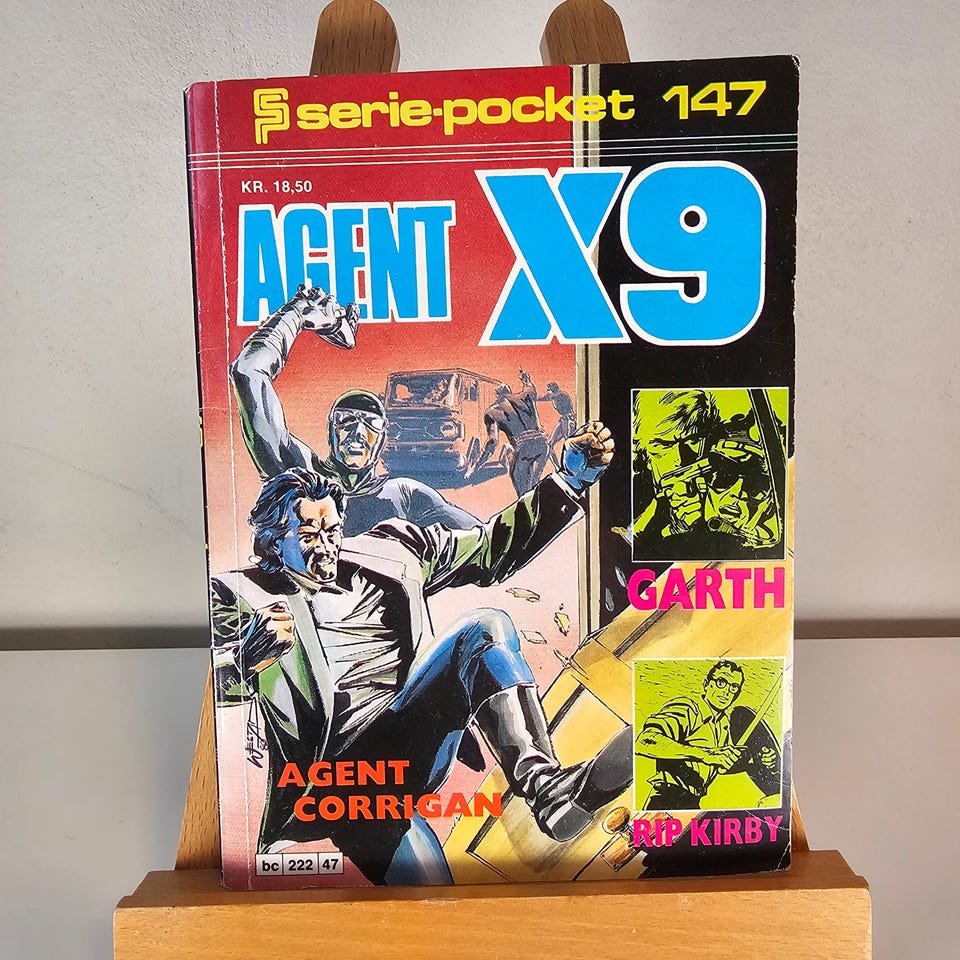 serie-pocket 147
KR. 18,50
AGENT X9
GARTH
AGENT
CORRIGAN
RIP KIRBY
bc 222 47